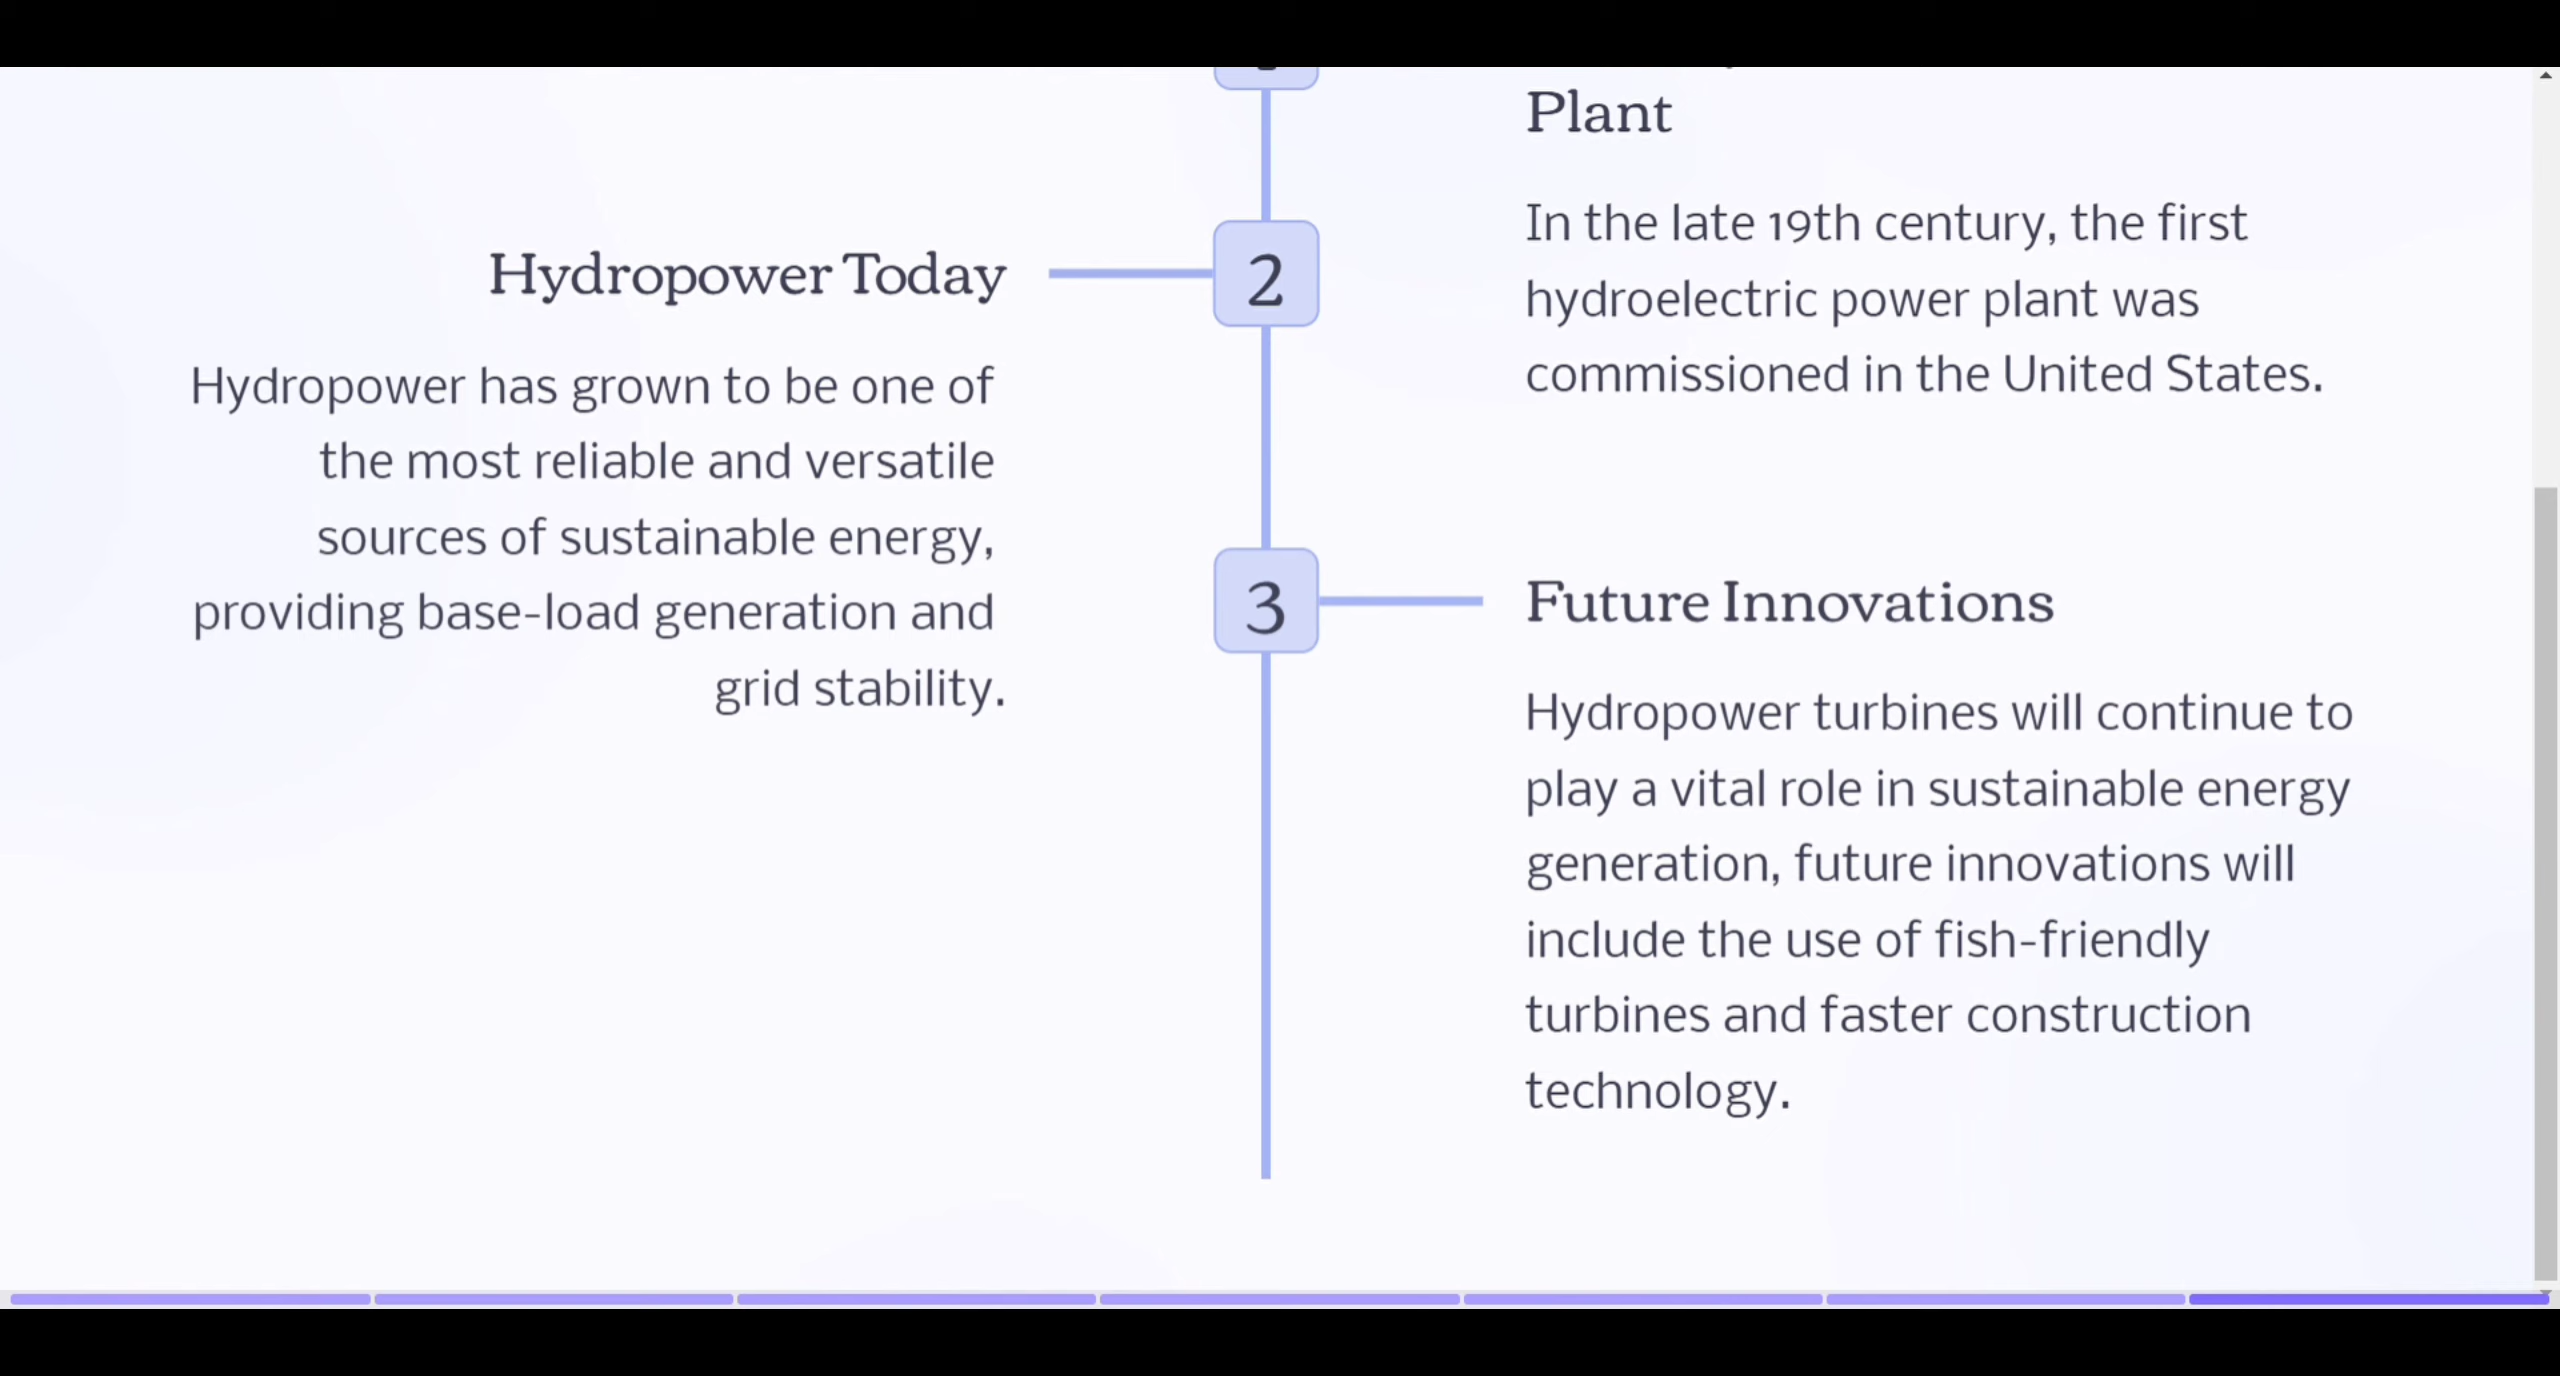 Plant
In the late 19th century, the first
hydroelectric power plant was
commissioned in the United States.
2
Hydropower Today
Hydropower has grown to be one of
the most reliable and versatile
sources of sustainable energy,
providing base-load generation and
grid stability.
3
Future Innovations
Hydropower turbines will continue to
play a vital role in sustainable energy
generation, future innovations will
include the use of fish-friendly
turbines and faster construction
technology.